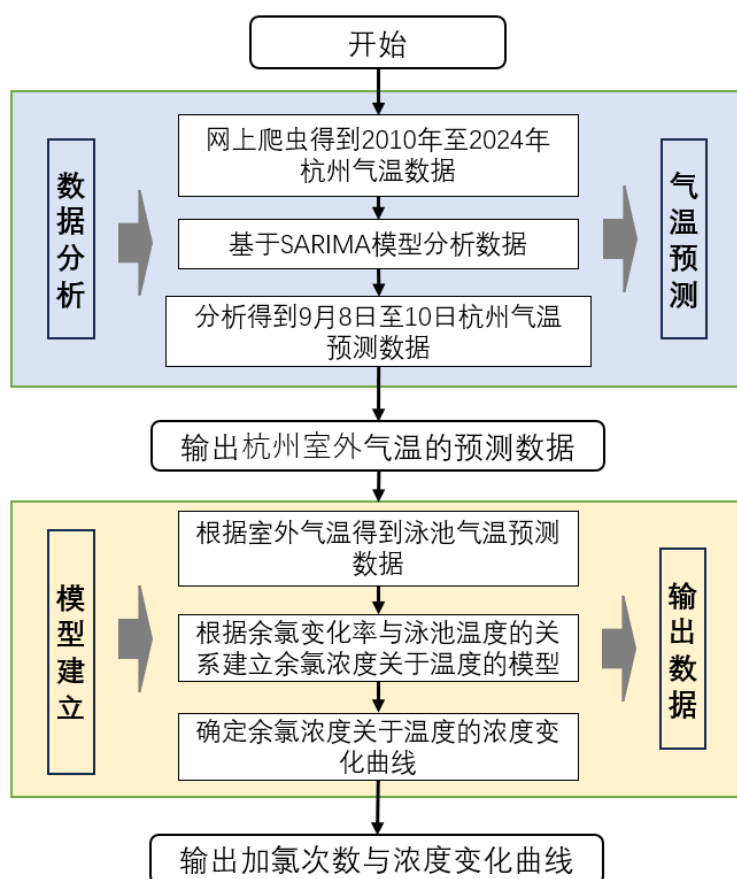 开始
数据分析
网上爬虫得到2010年至2024年
杭州气温数据
基于SARIMA模型分析数据
分析得到9月8日至10日杭州气温
预测数据
气温预测
输出杭州室外气温的预测数据
模型建立
根据室外气温得到泳池气温预测
数据
根据余氯变化率与泳池温度的关
系建立余氯浓度关于温度的模型
确定余氯浓度关于温度的浓度变
化曲线
输出数据
输出加氯次数与浓度变化曲线